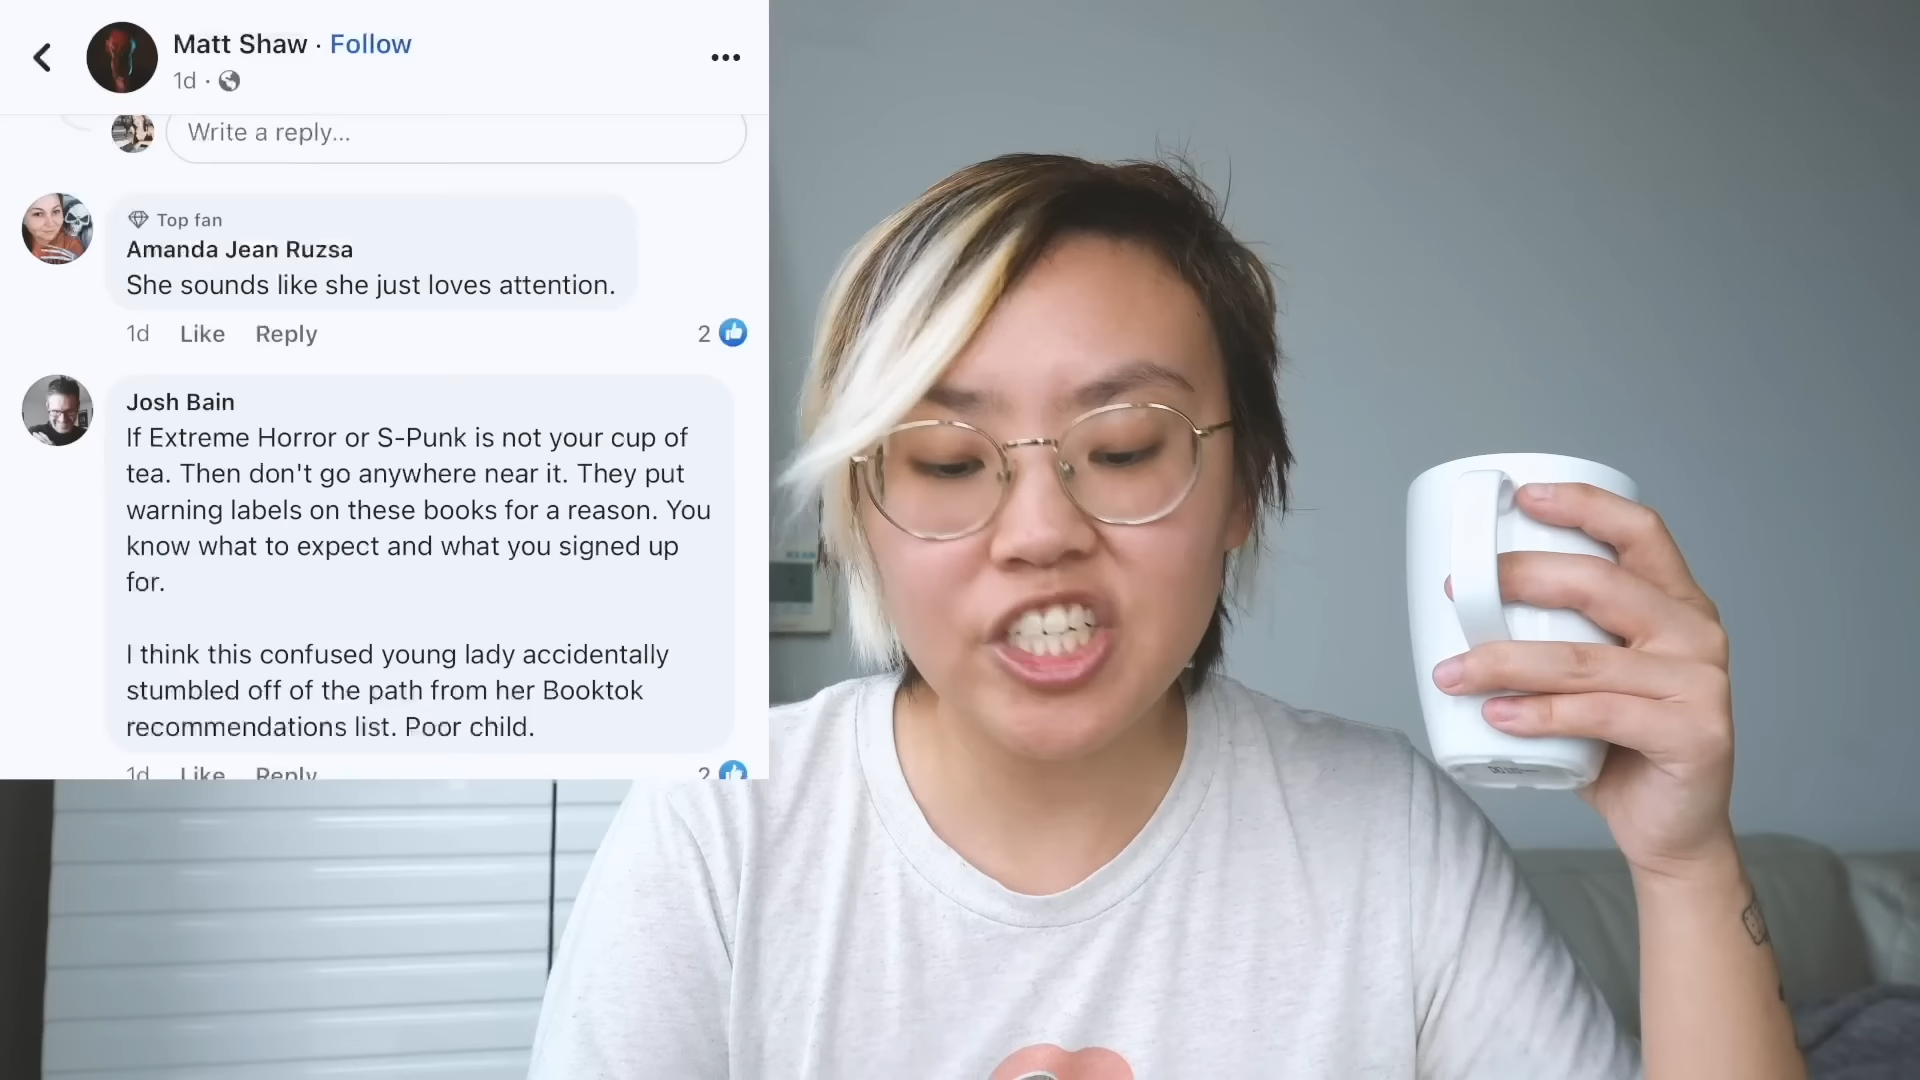 Matt Shaw · Follow
1d ·
Write a reply...
Top fan
Amanda Jean Ruzsa
She sounds like she just loves attention.
1d Like Reply 2
Josh Bain
If Extreme Horror or S-Punk is not your cup of
tea. Then don't go anywhere near it. They put
warning labels on these books for a reason. You
know what to expect and what you signed up
for.
I think this confused young lady accidentally
stumbled off of the path from her Booktok
recommendations list. Poor child.
1d Like Reply 2